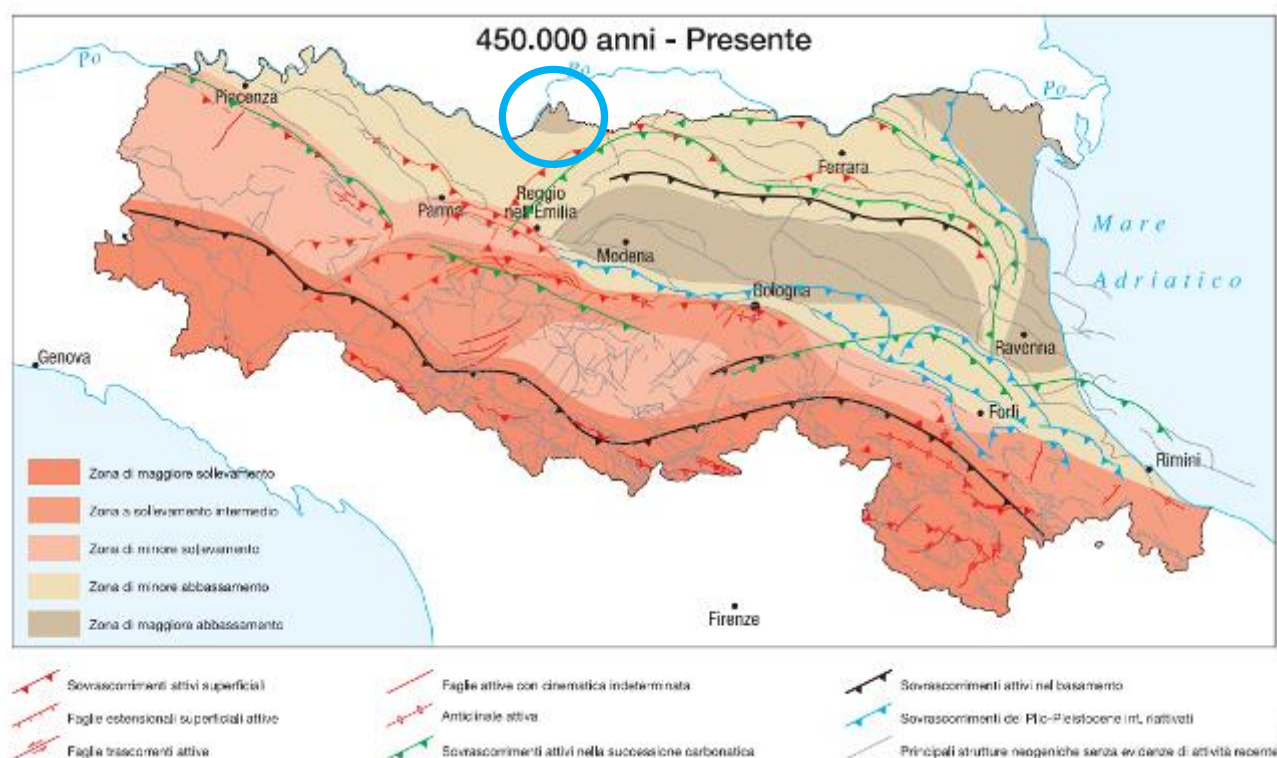 450.000 anni - Presente
Po
Po
Po
Piacenza
Ferrara
Parma
Reggio
nell'Emilia
Modena
Mare
Adriatico
Bologna
Ravenna
Genova
Forlì
Rimini
Firenze
Zona di maggiore sollevamento
Zona a sollevamento intermedio
Zona di minore sollevamento
Zona di minore abbassamento
Zona di maggiore abbassamento
Sovrascorrimenti attivi superficiali
Faglie attive con cinematica indeterminata
Sovrascorrimenti attivi nel basamento
Faglie estensionali superficiali attive
Anticlinale attiva
Sovrascorrimenti del Plio-Pleistocene inf. riattivati
Faglie trascorrenti attive
Sovrascorrimenti attivi nella successione carbonatica
Principali strutture neogeniche senza evidenze di attività recente